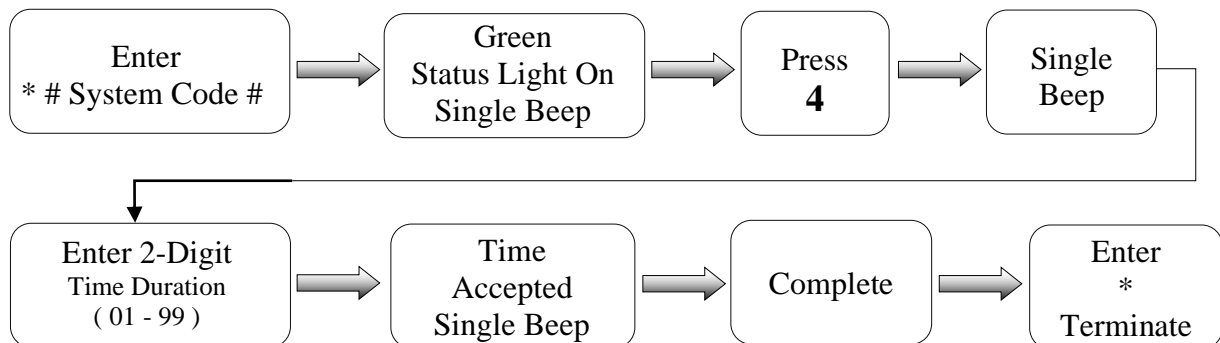 Enter
* # System Code #
Green
Status Light On
Single Beep
Press
4
Single
Beep
Enter 2-Digit
Time Duration
( 01 - 99 )
Time
Accepted
Single Beep
Complete
Enter
*
Terminate